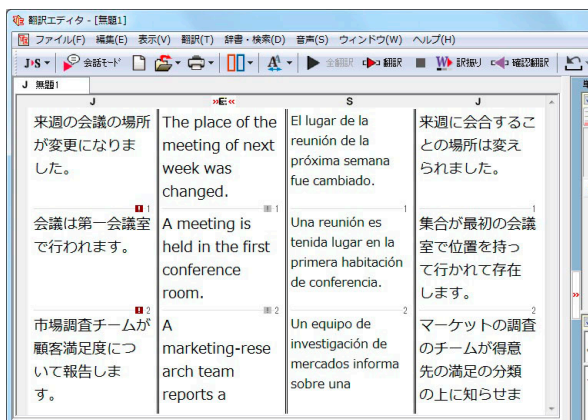 翻訳エディタ - [無題1]
ファイル(F) 編集(E) 表示(V) 翻訳(T) 辞書・検索(D) 音声(S) ウィンドウ(W) ヘルプ(H)
J›S 会話モード 全翻訳 翻訳 訳振り 確認翻訳
J 無題1
J »E« S J
来週の会議の場所
が変更になりま
した。
1
The place of the
meeting of next
week was
changed.
1
El lugar de la
reunión de la
próxima semana
fue cambiado.
1
来週に会合するこ
との場所は変え
られました。
1
会議は第一会議室
で行われます。
2
A meeting is
held in the first
conference
room.
2
Una reunión es
tenida lugar en la
primera habitación
de conferencia.
2
集合が最初の会議
室で位置を持っ
て行かれて存在
します。
2
市場調査チームが
顧客満足度につ
いて報告しま
す。
A
marketing-rese
arch team
reports a
Un equipo de
investigación de
mercados informa
sobre una
マーケットの調査
のチームが得意
先の満足の分類
の上に知らせま